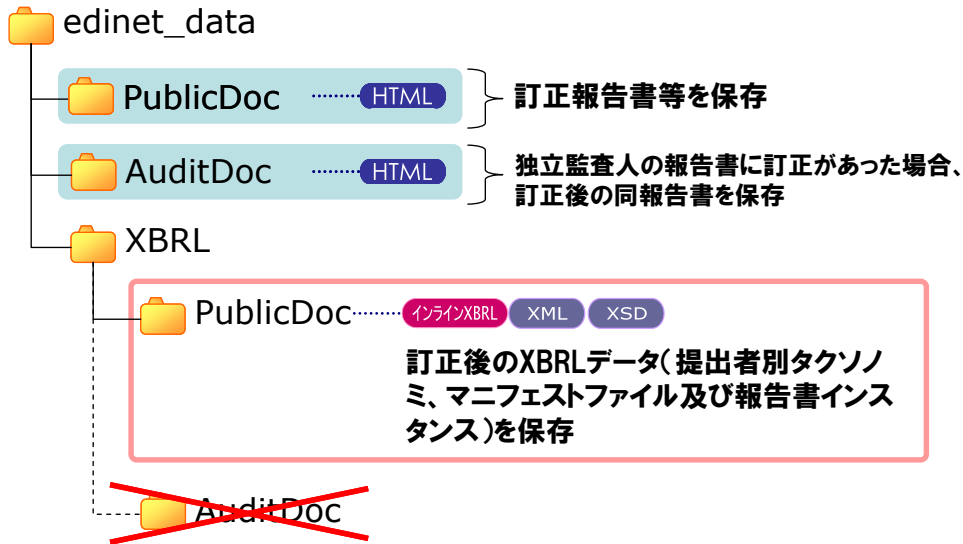 edinet_data
PublicDoc
HTML
訂正報告書等を保存
AuditDoc
HTML
独立監査人の報告書に訂正があった場合、
訂正後の同報告書を保存
XBRL
PublicDoc
インラインXBRL
XML
XSD
訂正後のXBRLデータ（提出者別タクソノ
ミ、マニフェストファイル及び報告書インス
タンス）を保存
AuditDoc